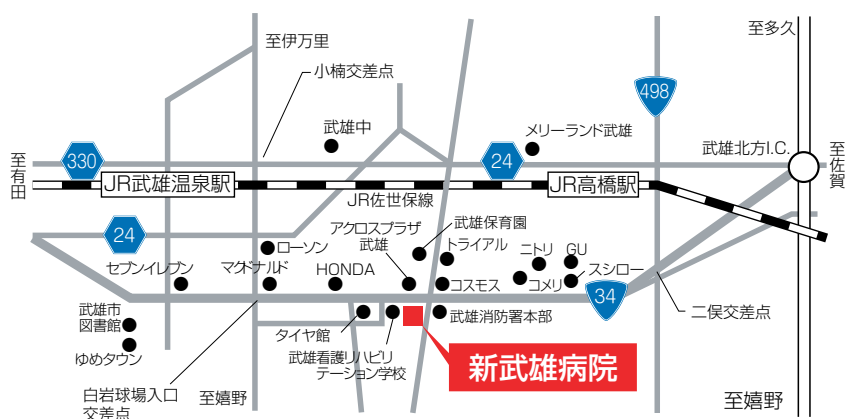 至伊万里
至多久
小楠交差点
498
武雄中
メリーランド武雄
武雄北方I.C.
至有田
330
24
至佐賀
JR武雄温泉駅
JR佐世保線
JR高橋駅
アクロスプラザ
武雄
武雄保育園
24
ローソン
トライアル
ニトリ
GU
セブンイレブン
マクドナルド
HONDA
コスモス
コメリ
スシロー
34
武雄市
図書館
タイヤ館
武雄消防署本部
二俣交差点
ゆめタウン
武雄看護リハビリ
テーション学校
新武雄病院
白岩球場入口
交差点
至嬉野
至嬉野